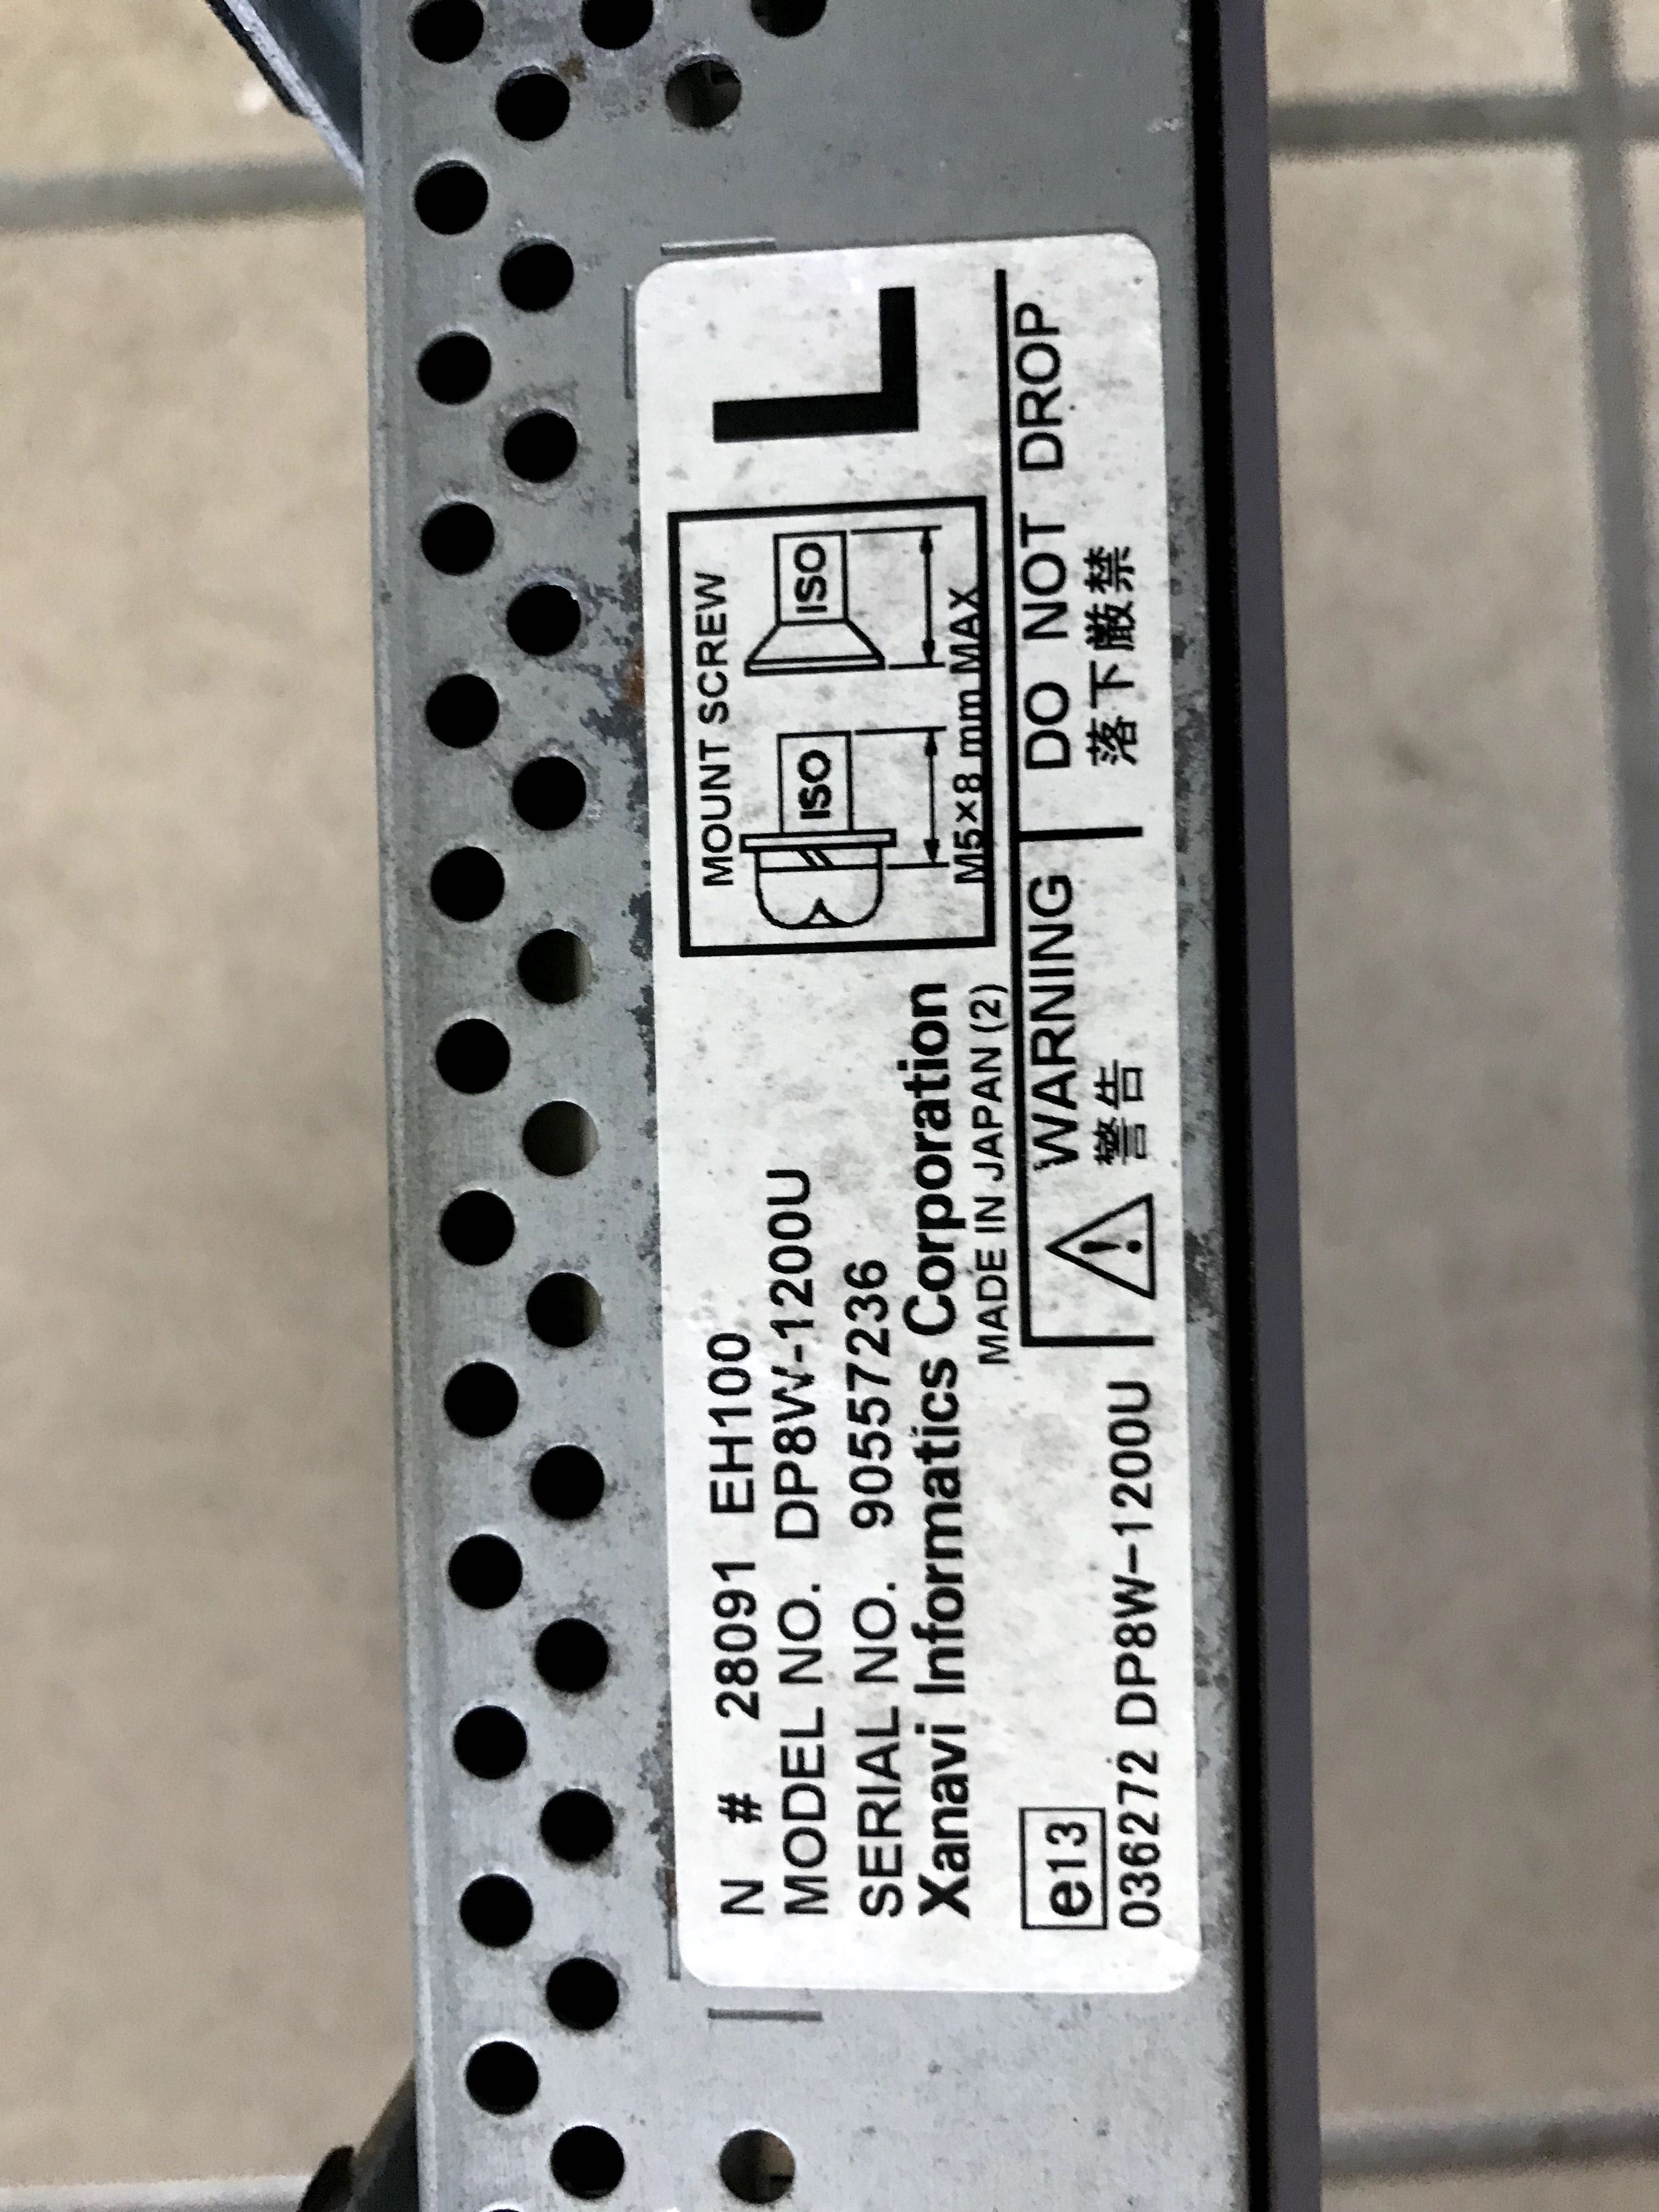 N # 28091 EH100
MODEL NO. DP8W-1200U
SERIAL NO. 90557236
Xanavi Informatics Corporation
MADE IN JAPAN (2)
MOUNT SCREW
ISO ISO
M5×8 mm MAX
L
e13
036272 DP8W-1200U
WARNING
警告
DO NOT DROP
落下厳禁